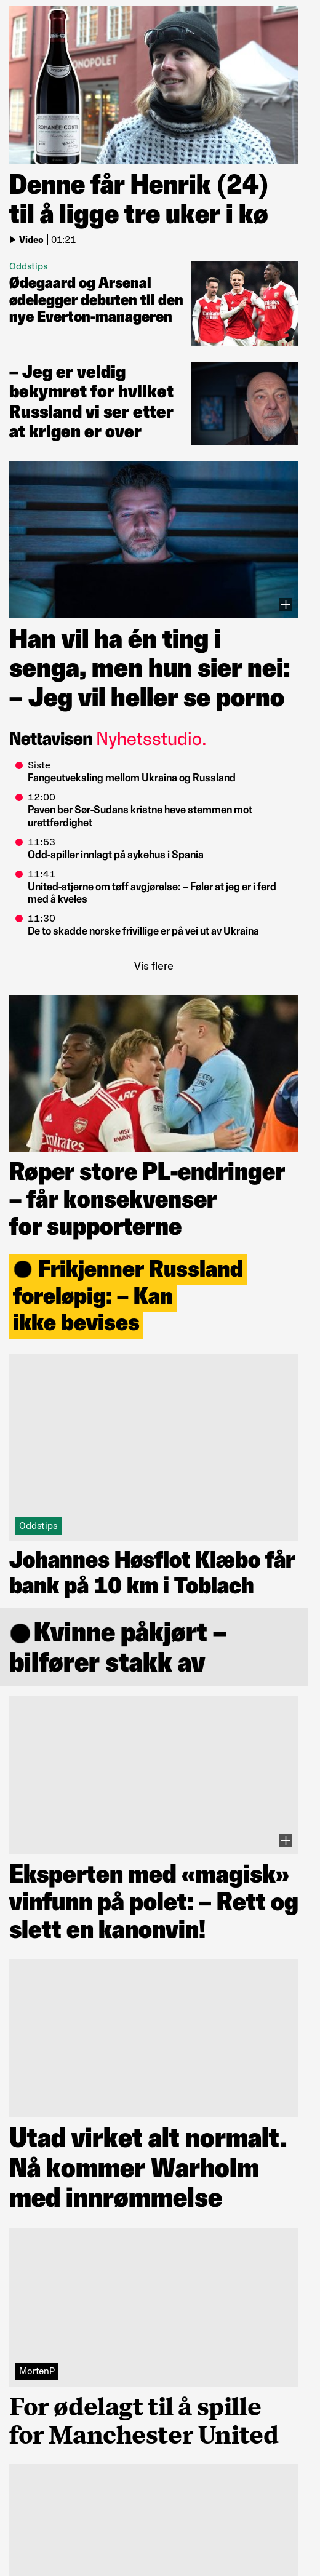 ROMANÉE-CONTI
NOPOLET
Denne får Henrik (24)
til å ligge tre uker i kø
Video | 01:21
Oddstips
Ødegaard og Arsenal
ødelegger debuten til den
nye Everton-manageren
– Jeg er veldig
bekymret for hvilket
Russland vi ser etter
at krigen er over
Han vil ha én ting i
senga, men hun sier nei:
– Jeg vil heller se porno
Nettavisen Nyhetsstudio.
Siste
Fangeutveksling mellom Ukraina og Russland
12:00
Paven ber Sør-Sudans kristne heve stemmen mot
urettferdighet
11:53
Odd-spiller innlagt på sykehus i Spania
11:41
United-stjerne om tøff avgjørelse: – Føler at jeg er i ferd
med å kveles
11:30
De to skadde norske frivillige er på vei ut av Ukraina
Vis flere
Emirates
Røper store PL-endringer
– får konsekvenser
for supporterne
Frikjenner Russland
foreløpig: – Kan
ikke bevises
Oddstips
Johannes Høsflot Klæbo får
bank på 10 km i Toblach
Kvinne påkjørt –
bilfører stakk av
Eksperten med «magisk»
vinfunn på polet: – Rett og
slett en kanonvin!
Utad virket alt normalt.
Nå kommer Warholm
med innrømmelse
MortenP
For ødelagt til å spille
for Manchester United